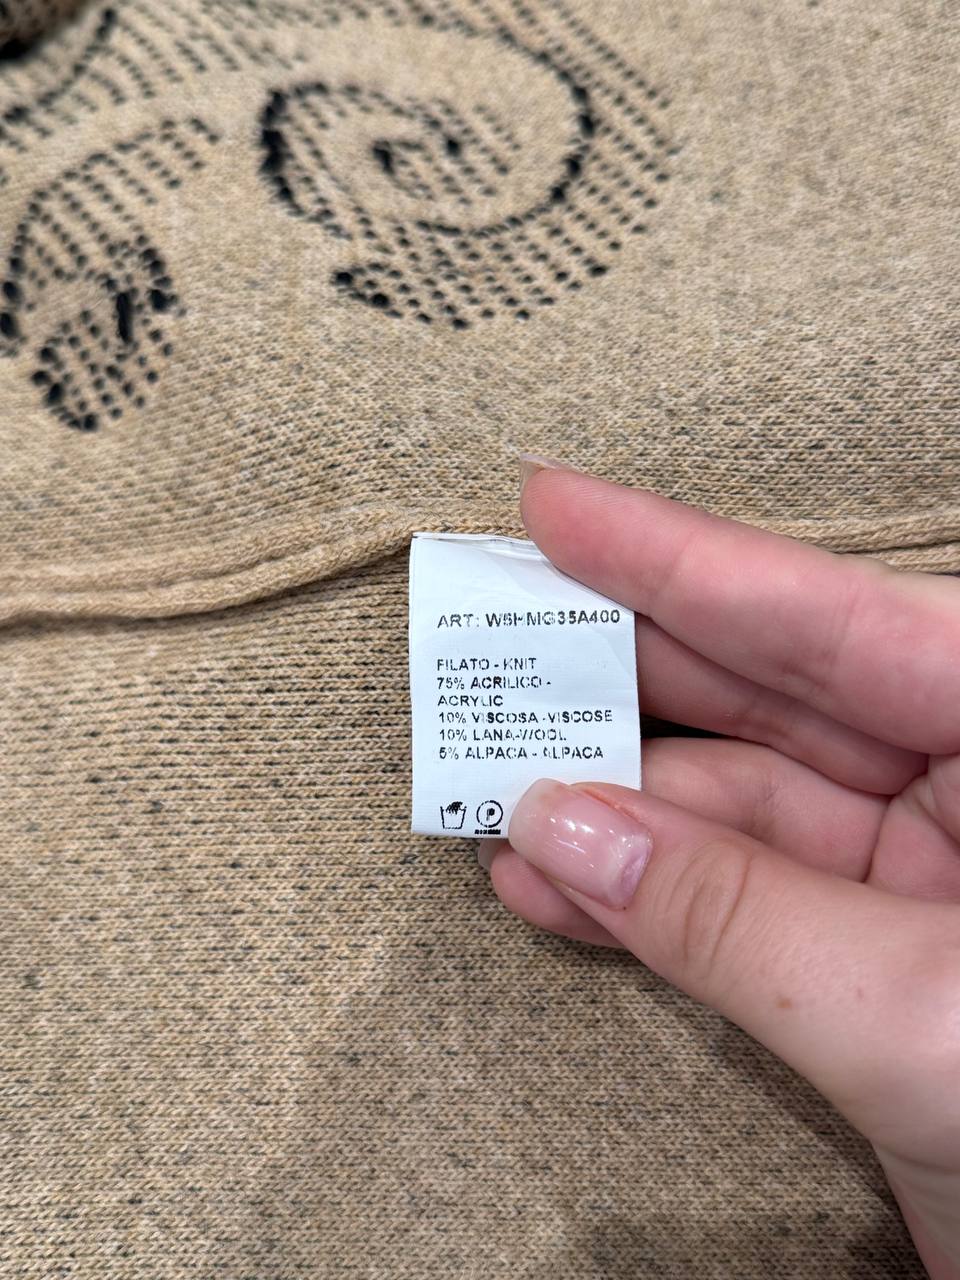 ART: W5HMG35A400
FILATO - KNIT
75% ACRILICO -
ACRYLIC
10% VISCOSA - VISCOSE
10% LANA-WOOL
5% ALPACA - ALPACA
P